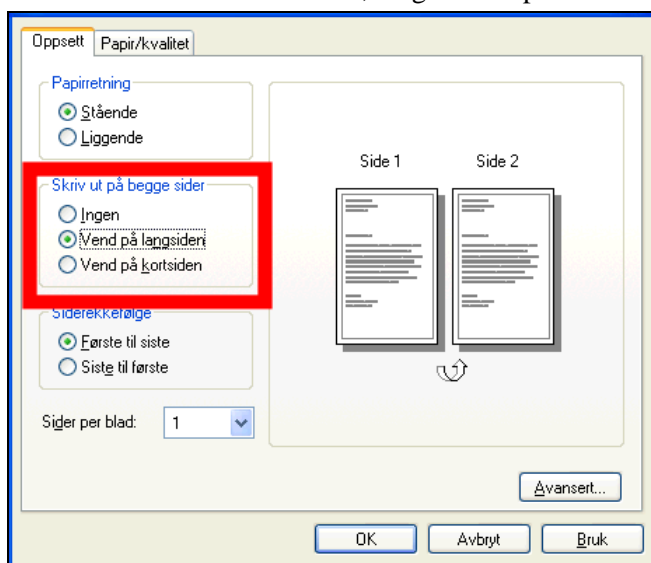 Oppsett Papir/kvalitet
Papirretning
Stående
Liggende
Skriv ut på begge sider
Ingen
Vend på langsiden
Vend på kortsiden
Siderekkefølge
Første til siste
Siste til første
Sider per blad: 1
Side 1 Side 2
Avansert...
OK Avbryt Bruk